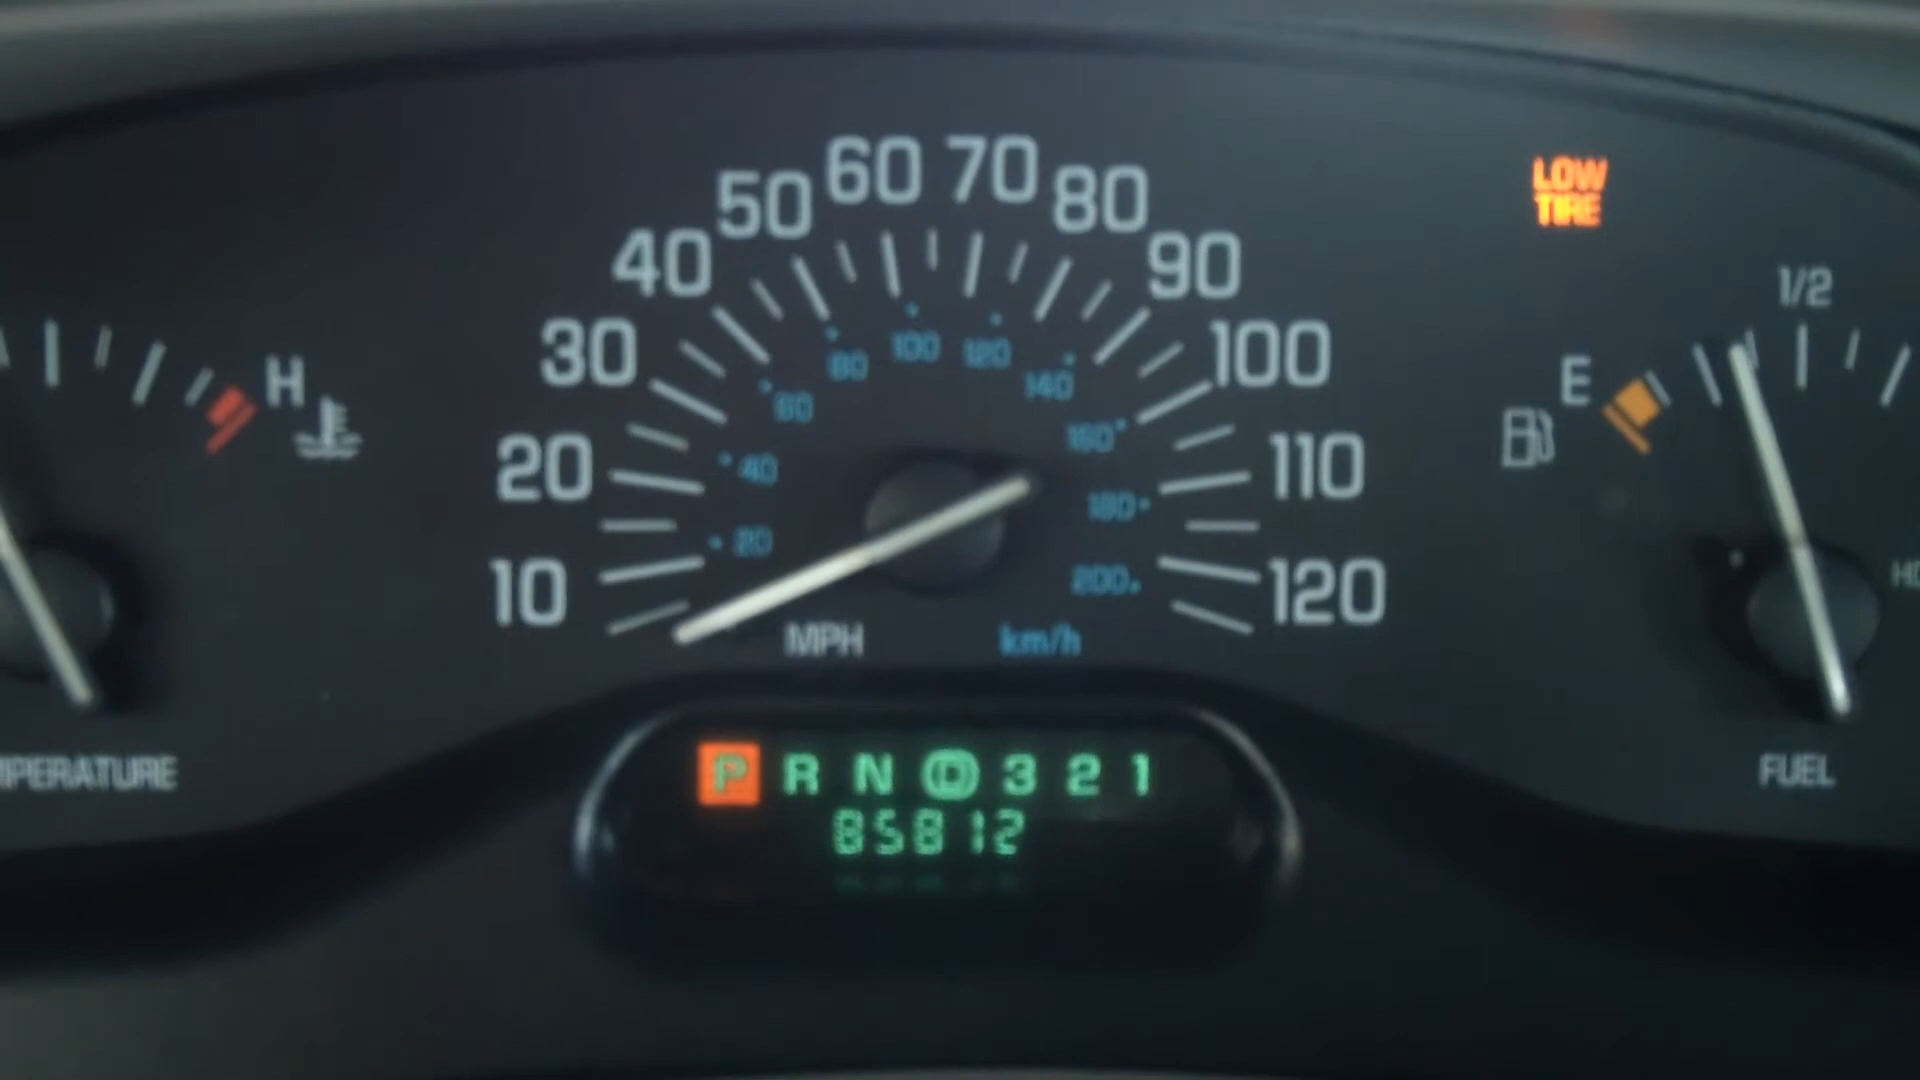 60 70
50 80
40 90
30 100
20 110
10 120
80 100 120 140
60 160
40 180
20 200
MPH km/h
H
LOW
TIRE
1/2
E
FUEL
P R N D 3 2 1
85812